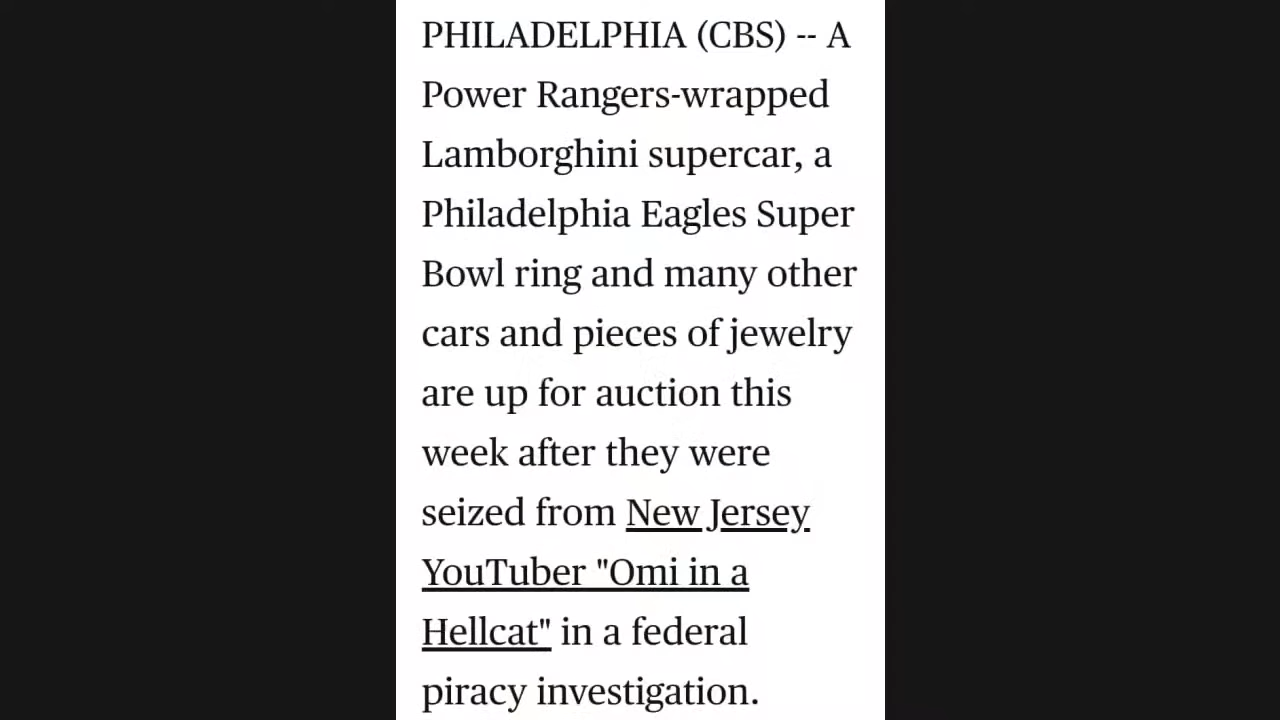 PHILADELPHIA (CBS) -- A
Power Rangers-wrapped
Lamborghini supercar, a
Philadelphia Eagles Super
Bowl ring and many other
cars and pieces of jewelry
are up for auction this
week after they were
seized from New Jersey
YouTuber "Omi in a
Hellcat" in a federal
piracy investigation.